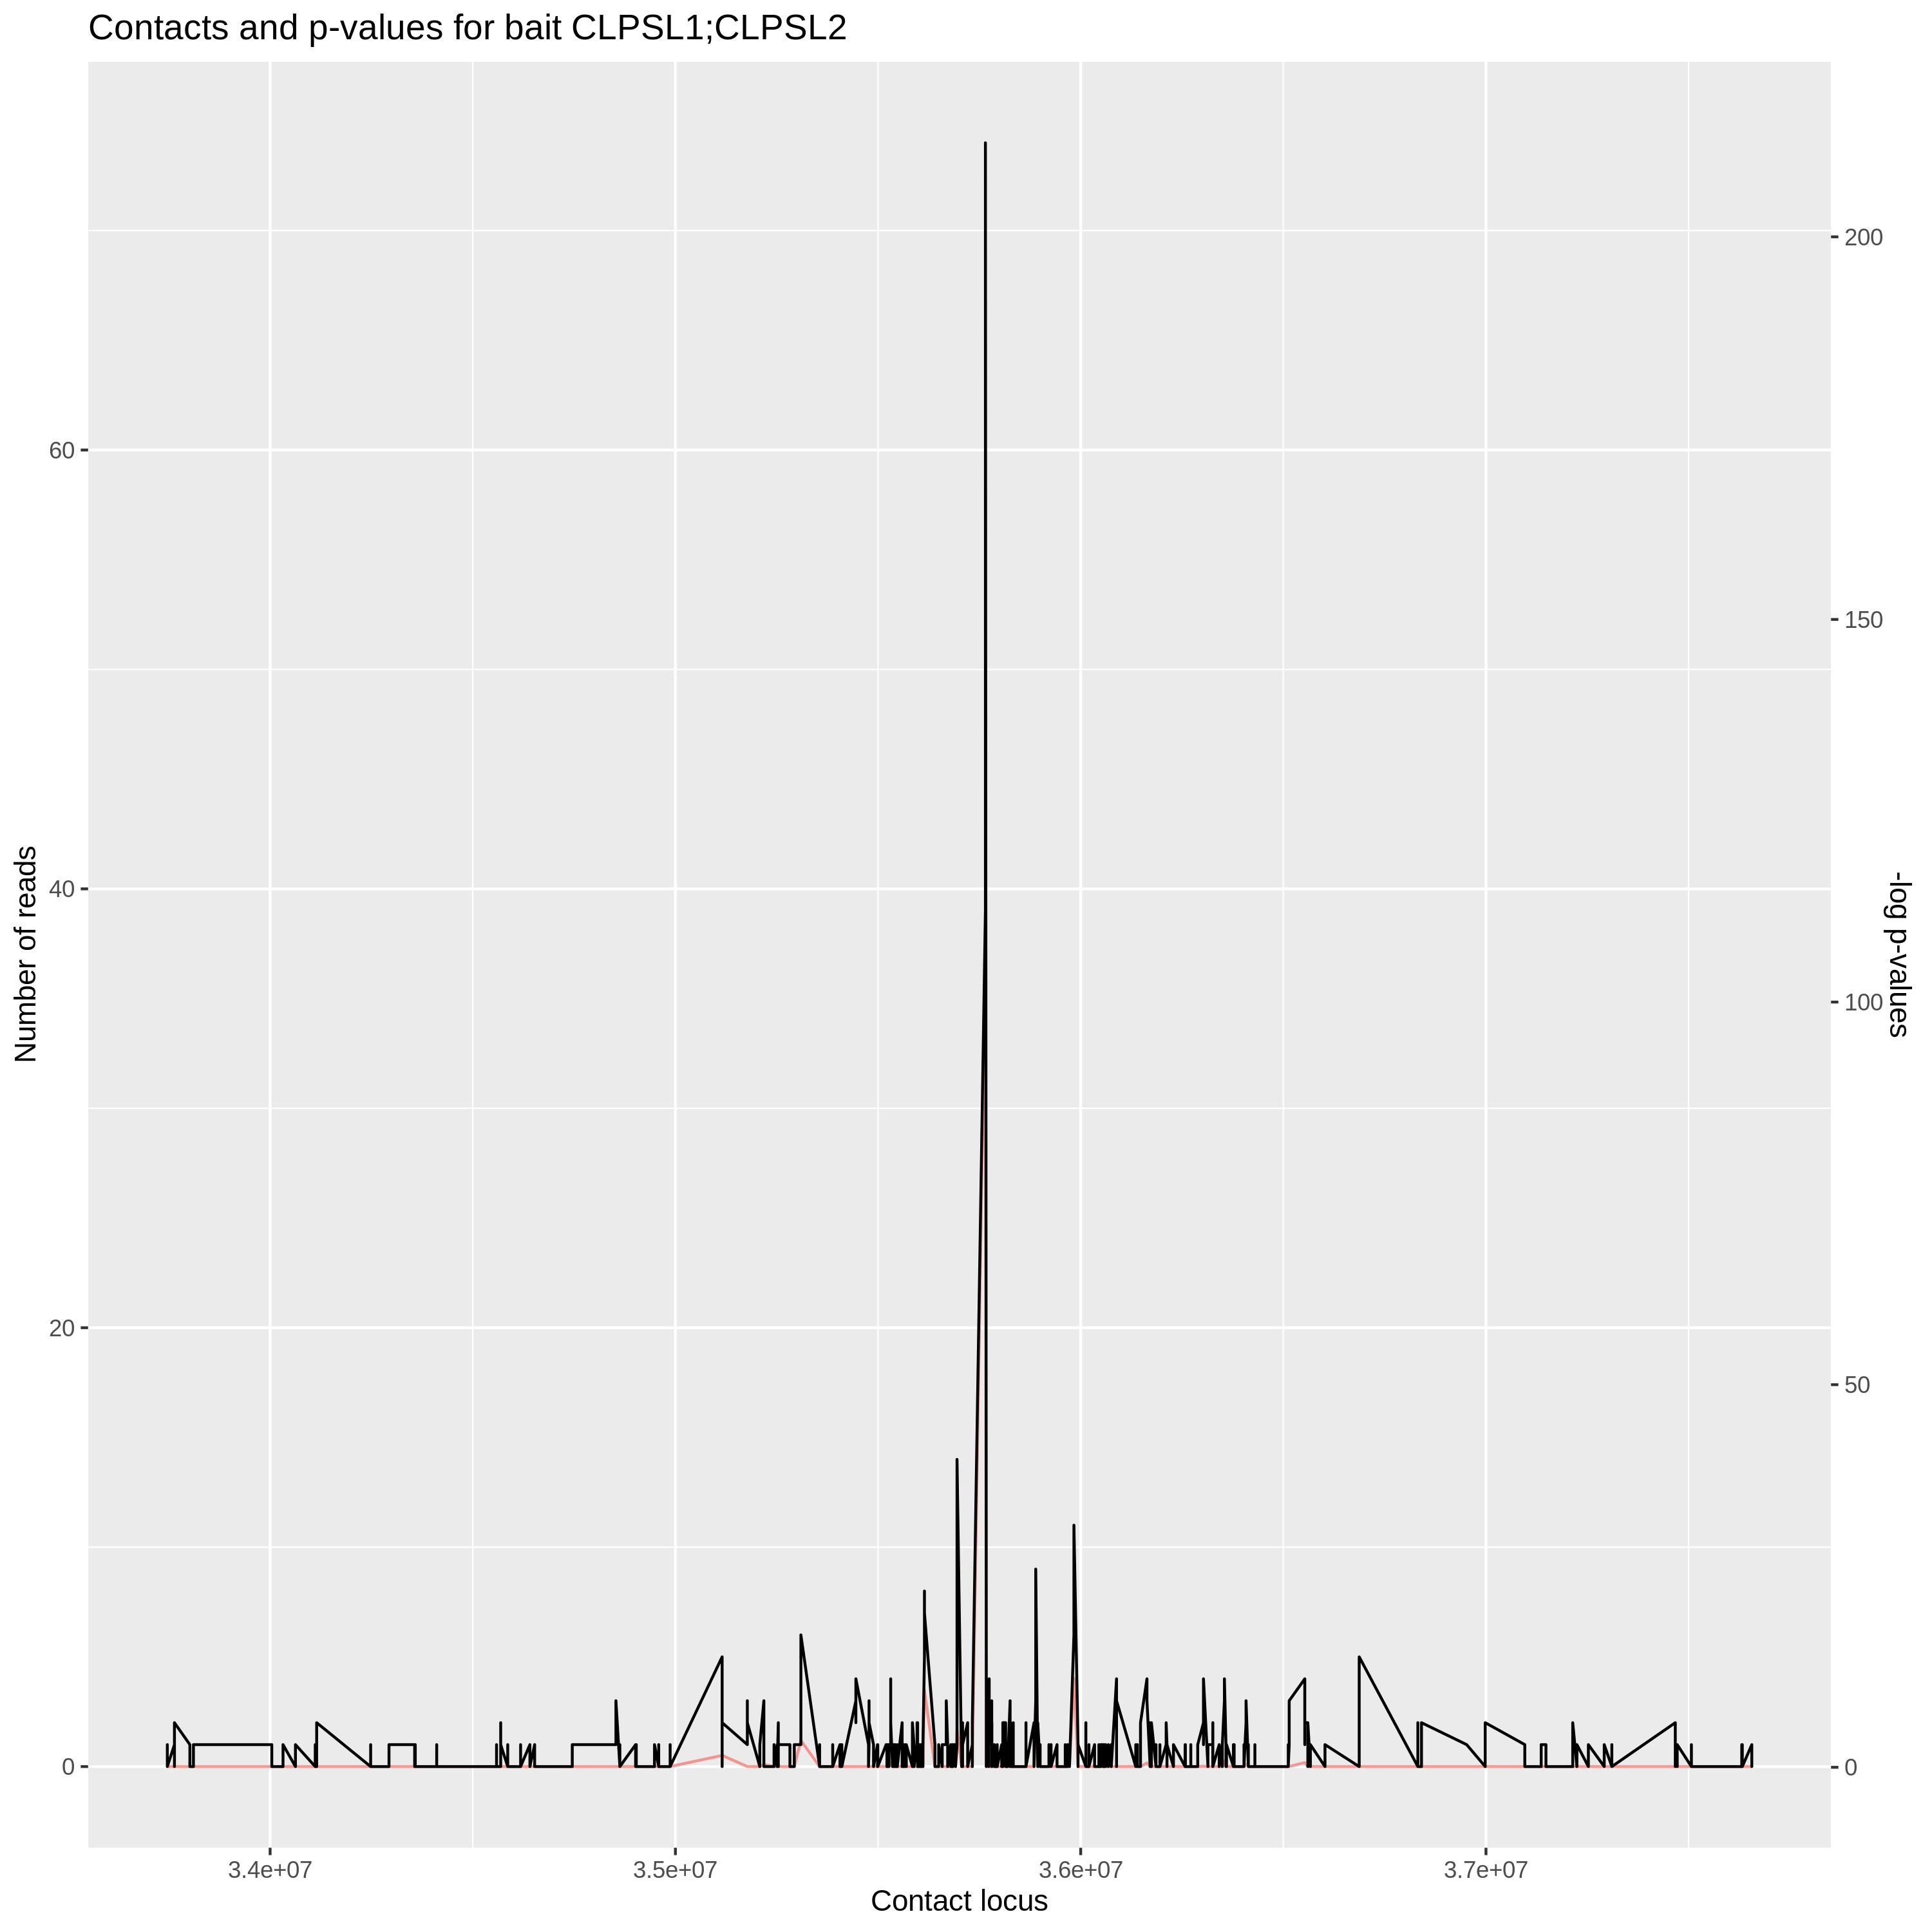 Contacts and p-values for bait CLPSL1;CLPSL2
Number of reads
60
40
20
0
200
150
100
50
0
-log p-values
3.4e+07
3.5e+07
3.6e+07
3.7e+07
Contact locus